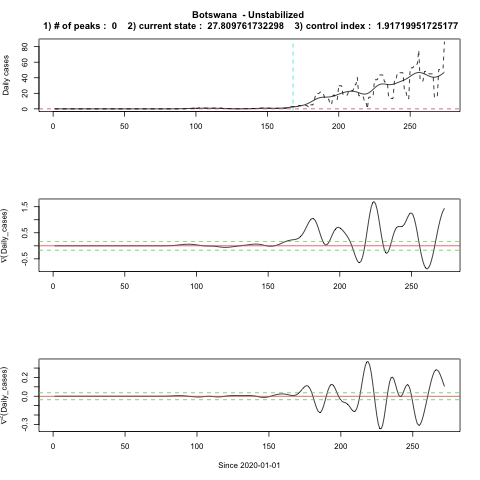 Botswana - Unstabilized
1) # of peaks : 0 2) current state : 27.809761732298 3) control index : 1.91719951725177
Daily cases
80
60
40
20
0
0 50 100 150 200 250
∇(Daily_cases)
1.5
0.5
-0.5
0 50 100 150 200 250
∇²(Daily_cases)
0.2
0.0
-0.3
0 50 100 150 200 250
Since 2020-01-01